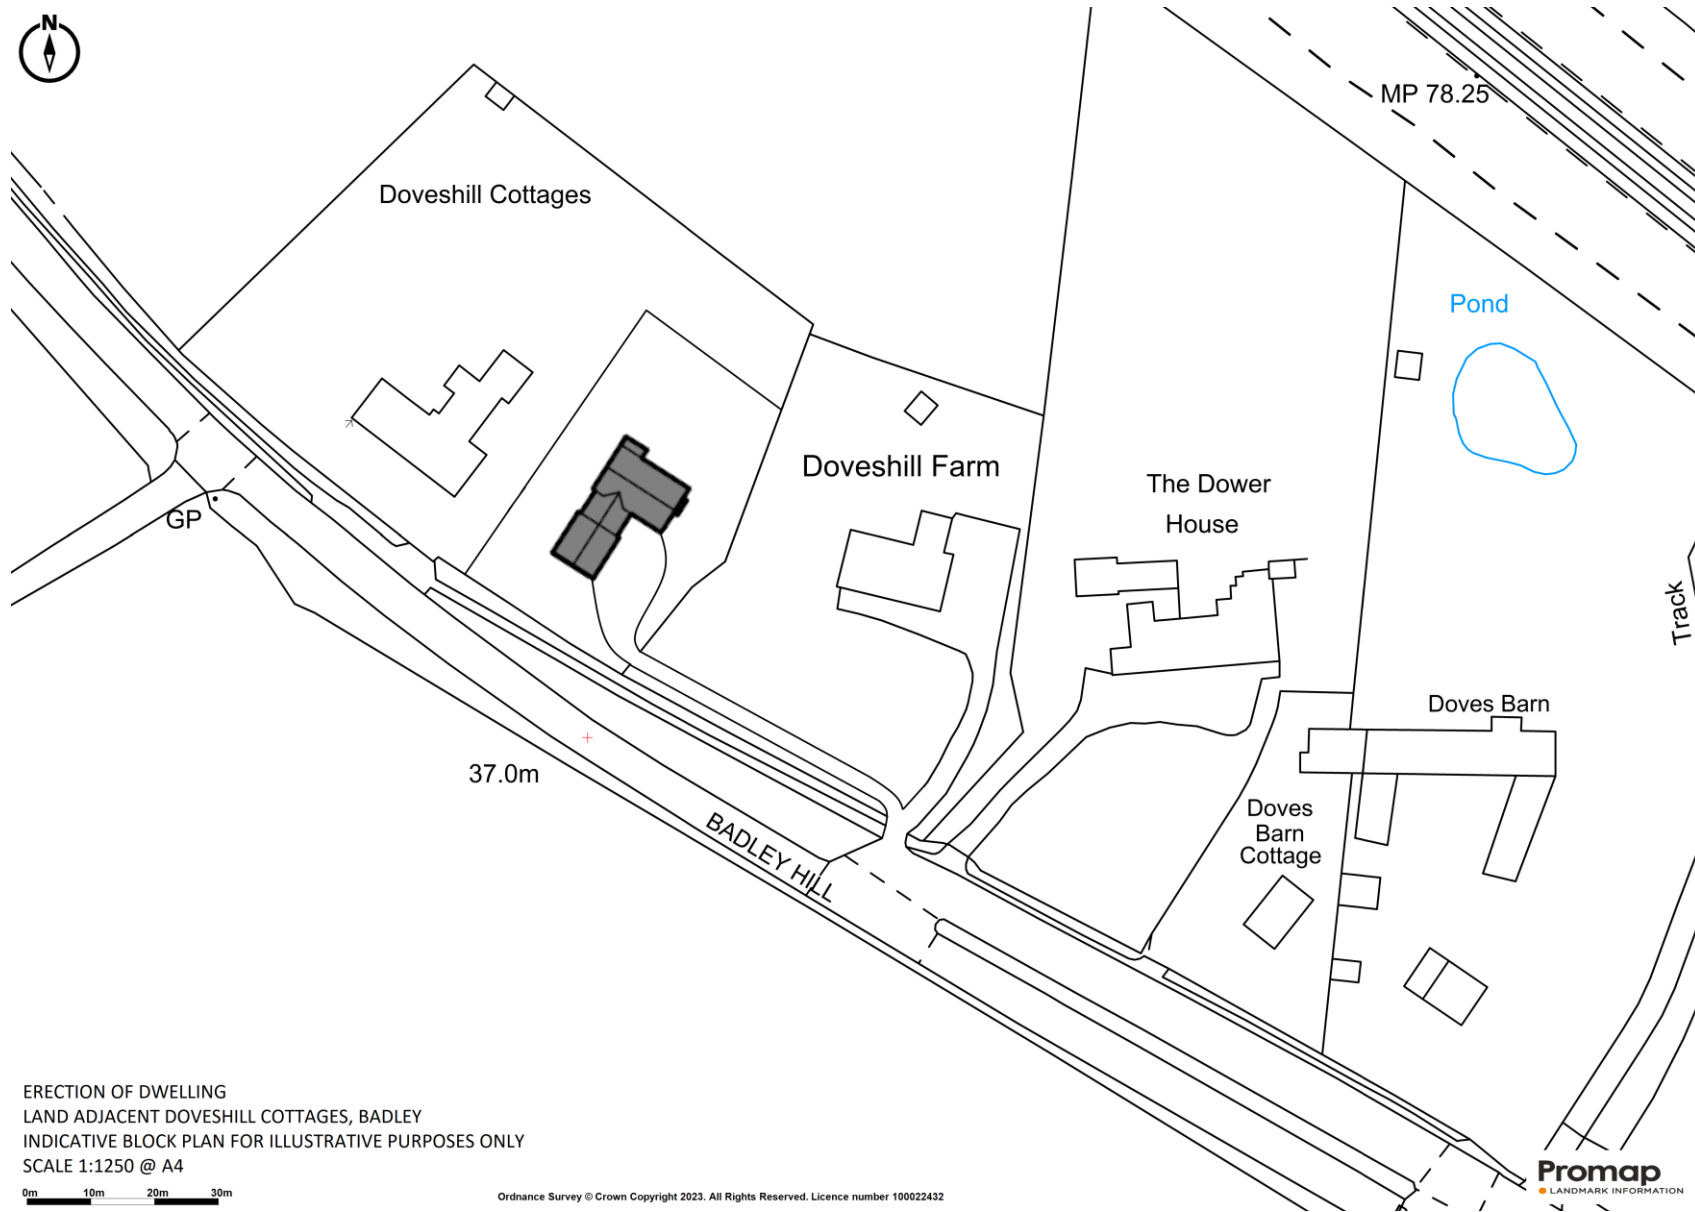 N
MP 78.25
Doveshill Cottages
Pond
Doveshill Farm
The Dower
House
GP
Track
Doves Barn
37.0m
BADLEY HILL
Doves
Barn
Cottage
ERECTION OF DWELLING
LAND ADJACENT DOVESHILL COTTAGES, BADLEY
INDICATIVE BLOCK PLAN FOR ILLUSTRATIVE PURPOSES ONLY
SCALE 1:1250 @ A4
0m 10m 20m 30m
Ordnance Survey © Crown Copyright 2023. All Rights Reserved. Licence number 100022432
Promap
LANDMARK INFORMATION